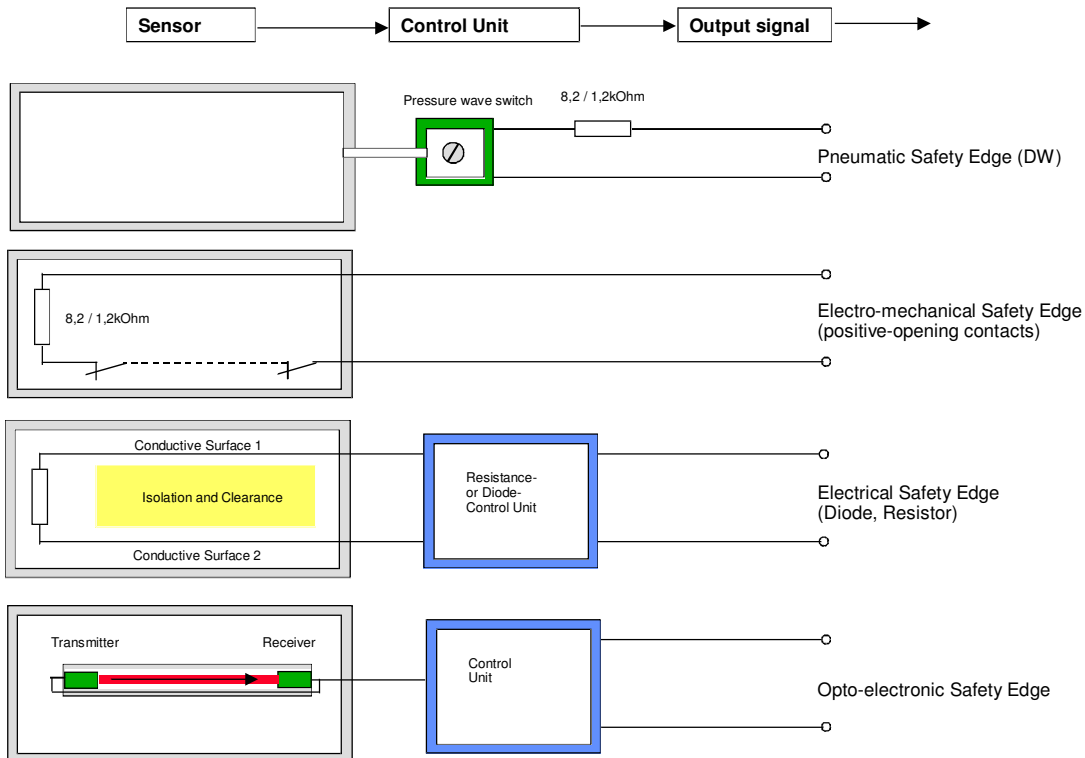 Sensor
Control Unit
Output signal
Pressure wave switch
8,2 / 1,2kOhm
Pneumatic Safety Edge (DW)
8,2 / 1,2kOhm
Electro-mechanical Safety Edge
(positive-opening contacts)
Conductive Surface 1
Isolation and Clearance
Conductive Surface 2
Resistance-
or Diode-
Control Unit
Electrical Safety Edge
(Diode, Resistor)
Transmitter
Receiver
Control
Unit
Opto-electronic Safety Edge